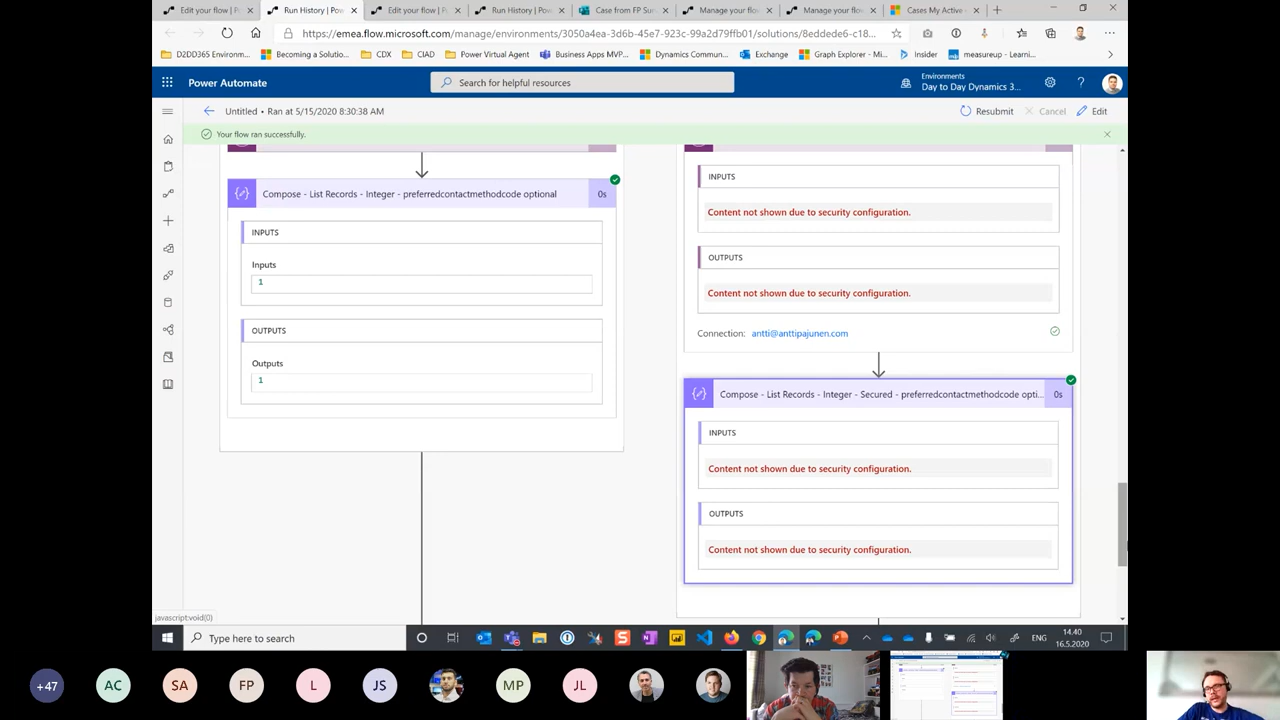 Edit your flow | Power
Run History | Pow
Edit your flow | Pow
Run History | Pow
Case from FP Sur
Manage your flow
Manage your flow
Cases My Active
https://emea.flow.microsoft.com/manage/environments/3050a4ea-3d6b-45e7-923c-99a2d79ffb01/solutions/8eddede6-c18...
D2DD365 Environ...
Becoming a Solutio...
CDX
CIAD
Power Virtual Agent
Business Apps MVP...
Dynamics Commun...
Exchange
Graph Explorer - Mi...
Insider
measureup - Learni...
Power Automate
Search for helpful resources
Environments
Day to Day Dynamics 3...
Untitled • Ran at 5/15/2020 8:30:38 AM
Resubmit
Cancel
Edit
Your flow ran successfully.
Compose - List Records - Integer - preferredcontactmethodcode optional
0s
INPUTS
Inputs
1
OUTPUTS
Outputs
1
INPUTS
Content not shown due to security configuration.
OUTPUTS
Content not shown due to security configuration.
Connection: antti@anttipajunen.com
Compose - List Records - Integer - Secured - preferredcontactmethodcode opti...
0s
INPUTS
Content not shown due to security configuration.
OUTPUTS
Content not shown due to security configuration.
javascript:void(0)
Type here to search
ENG
14.40
16.5.2020
+47
AC
SA
FP
L
JS
MR
JL